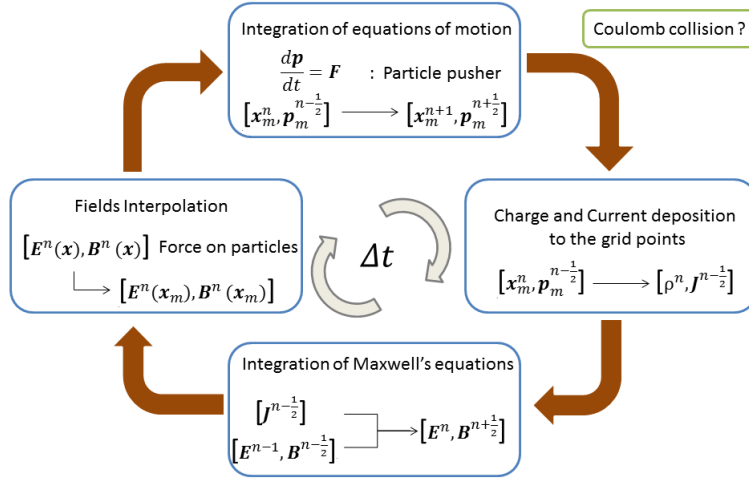 Integration of equations of motion
dp/dt = F : Particle pusher
[x_m^n, p_m^{n-1/2}] ⟶ [x_m^{n+1}, p_m^{n+1/2}]
Coulomb collision ?
Fields Interpolation
[E^n(x), B^n (x)] Force on particles
[E^n(x_m), B^n (x_m)]
Δt
Charge and Current deposition
to the grid points
[x_m^n, p_m^{n-1/2}] ⟶ [ρ^n, J^{n-1/2}]
Integration of Maxwell's equations
[J^{n-1/2}]
[E^{n-1}, B^{n-1/2}] ⟶ [E^n, B^{n+1/2}]